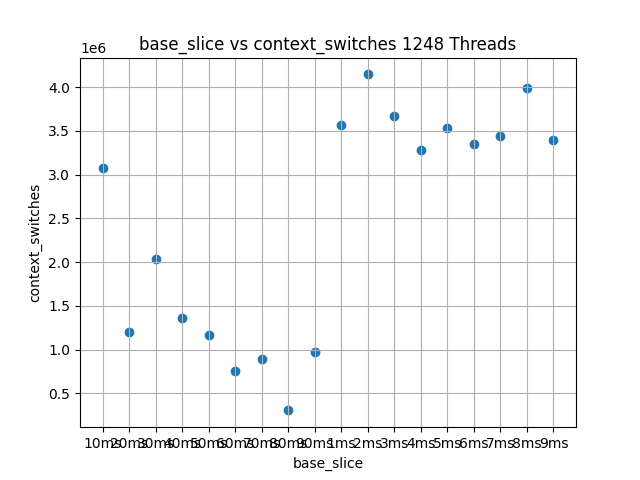 base_slice vs context_switches 1248 Threads
1e6
4.0
3.5
3.0
2.5
2.0
1.5
1.0
0.5
context_switches
10ms 20ms 30ms 40ms 50ms 60ms 70ms 80ms 90ms 1ms 2ms 3ms 4ms 5ms 6ms 7ms 8ms 9ms
base_slice